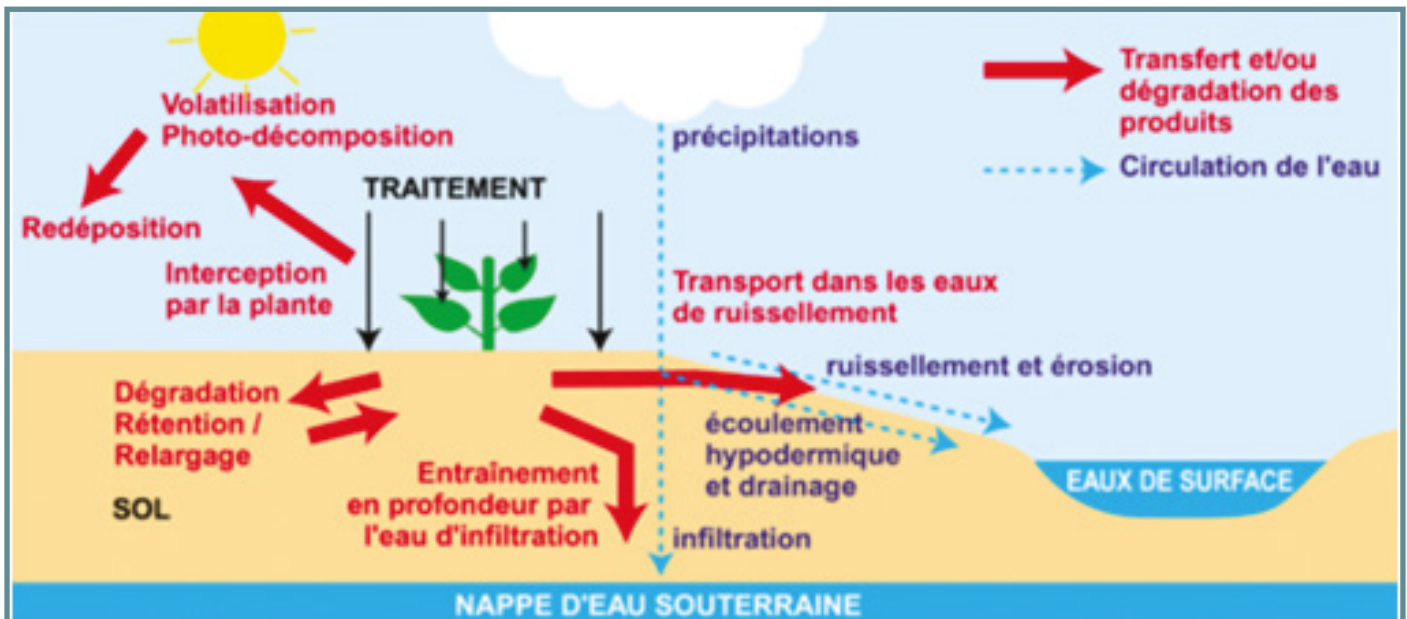 Volatilisation
Photo-décomposition
Redéposition
Interception
par la plante
TRAITEMENT
précipitations
Transfert et/ou
dégradation des
produits
Circulation de l'eau
Transport dans les eaux
de ruissellement
ruissellement et érosion
Dégradation
Rétention /
Relargage
SOL
Entraînement
en profondeur par
l'eau d'infiltration
écoulement
hypodermique
et drainage
infiltration
EAUX DE SURFACE
NAPPE D'EAU SOUTERRAINE